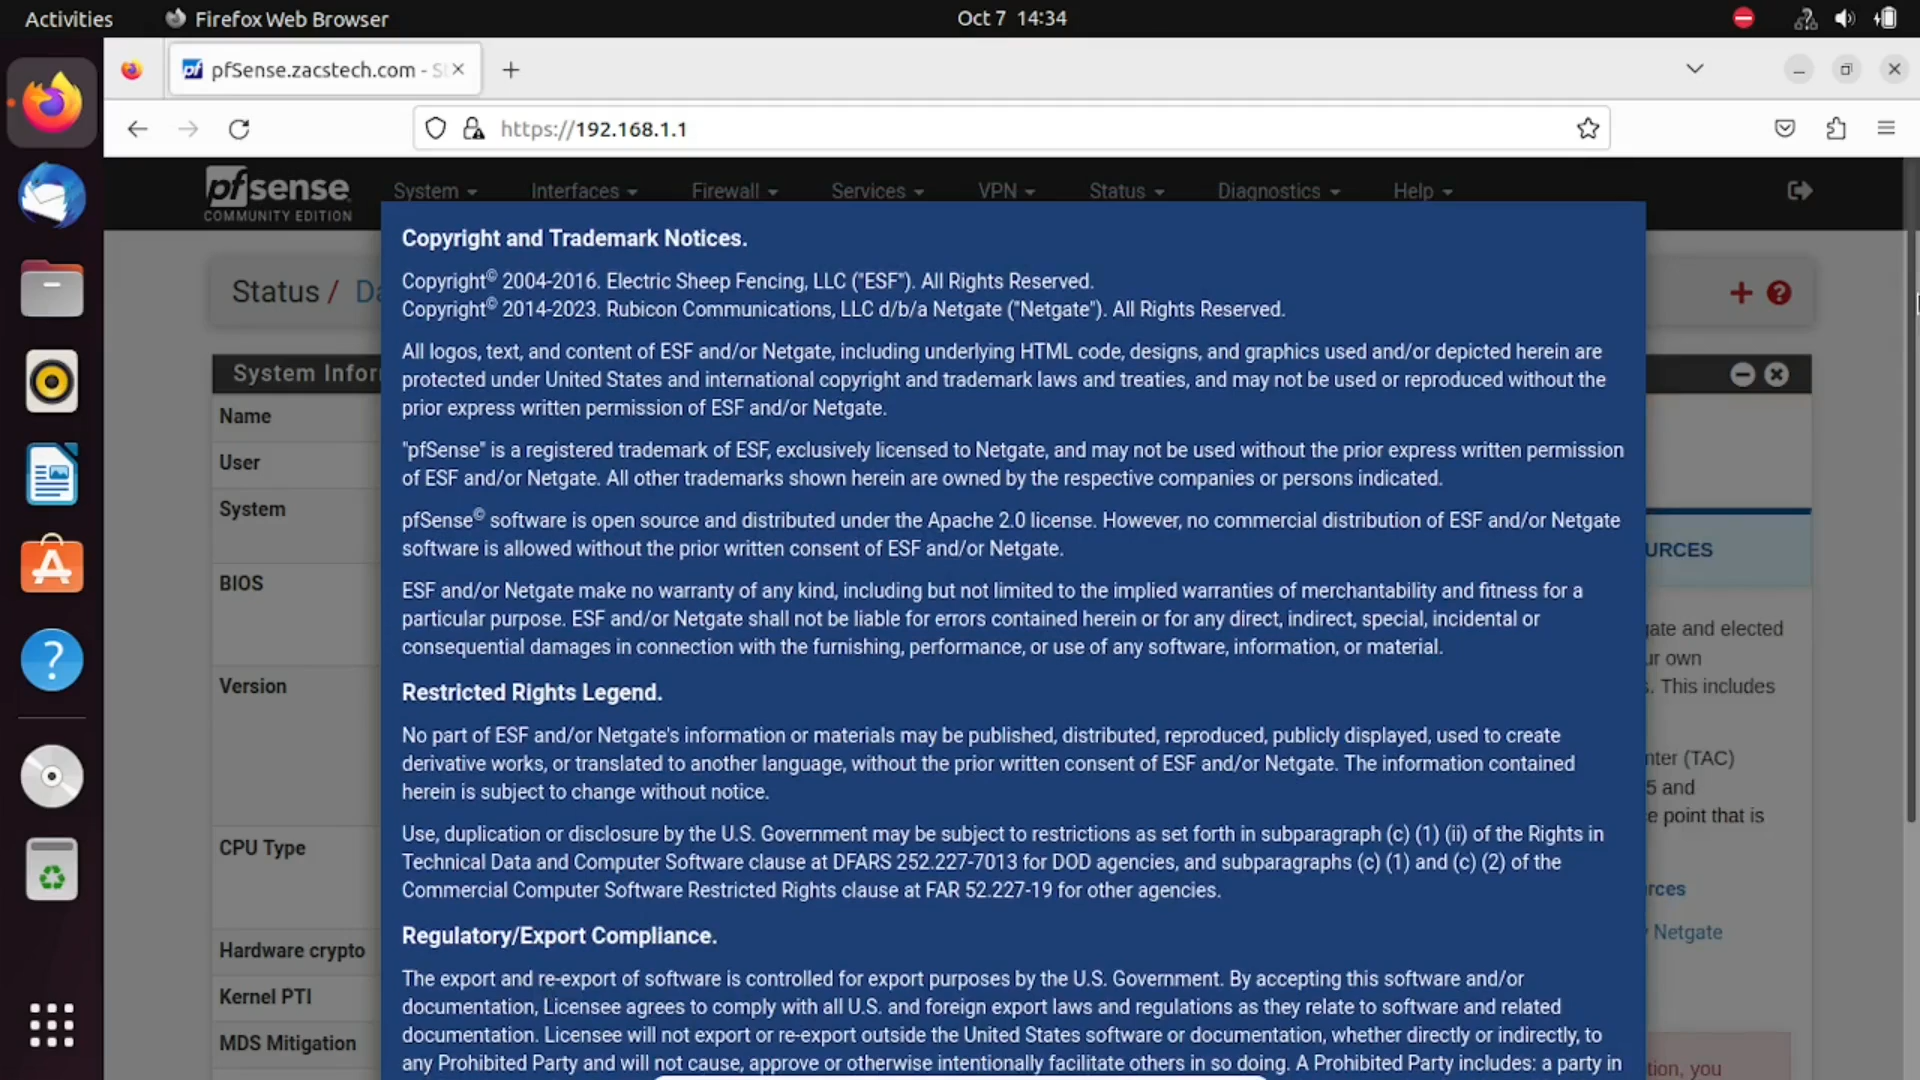 Activities
Firefox Web Browser
Oct 7 14:34
pfSense.zacstech.com - S
https://192.168.1.1
pfsense
COMMUNITY EDITION
System
Interfaces
Firewall
Services
VPN
Status
Diagnostics
Help
Status / Da
System Infor
Name
User
System
BIOS
Version
CPU Type
Hardware crypto
Kernel PTI
MDS Mitigation
Copyright and Trademark Notices.
Copyright© 2004-2016. Electric Sheep Fencing, LLC ("ESF"). All Rights Reserved.
Copyright© 2014-2023. Rubicon Communications, LLC d/b/a Netgate ("Netgate"). All Rights Reserved.
All logos, text, and content of ESF and/or Netgate, including underlying HTML code, designs, and graphics used and/or depicted herein are
protected under United States and international copyright and trademark laws and treaties, and may not be used or reproduced without the
prior express written permission of ESF and/or Netgate.
"pfSense" is a registered trademark of ESF, exclusively licensed to Netgate, and may not be used without the prior express written permission
of ESF and/or Netgate. All other trademarks shown herein are owned by the respective companies or persons indicated.
pfSense© software is open source and distributed under the Apache 2.0 license. However, no commercial distribution of ESF and/or Netgate
software is allowed without the prior written consent of ESF and/or Netgate.
ESF and/or Netgate make no warranty of any kind, including but not limited to the implied warranties of merchantability and fitness for a
particular purpose. ESF and/or Netgate shall not be liable for errors contained herein or for any direct, indirect, special, incidental or
consequential damages in connection with the furnishing, performance, or use of any software, information, or material.
Restricted Rights Legend.
No part of ESF and/or Netgate's information or materials may be published, distributed, reproduced, publicly displayed, used to create
derivative works, or translated to another language, without the prior written consent of ESF and/or Netgate. The information contained
herein is subject to change without notice.
Use, duplication or disclosure by the U.S. Government may be subject to restrictions as set forth in subparagraph (c) (1) (ii) of the Rights in
Technical Data and Computer Software clause at DFARS 252.227-7013 for DOD agencies, and subparagraphs (c) (1) and (c) (2) of the
Commercial Computer Software Restricted Rights clause at FAR 52.227-19 for other agencies.
Regulatory/Export Compliance.
The export and re-export of software is controlled for export purposes by the U.S. Government. By accepting this software and/or
documentation, Licensee agrees to comply with all U.S. and foreign export laws and regulations as they relate to software and related
documentation. Licensee will not export or re-export outside the United States software or documentation, whether directly or indirectly, to
any Prohibited Party and will not cause, approve or otherwise intentionally facilitate others in so doing. A Prohibited Party includes: a party in
URCES
gate and elected
ur own
s. This includes
nter (TAC)
5 and
e point that is
rces
Netgate
tion, you